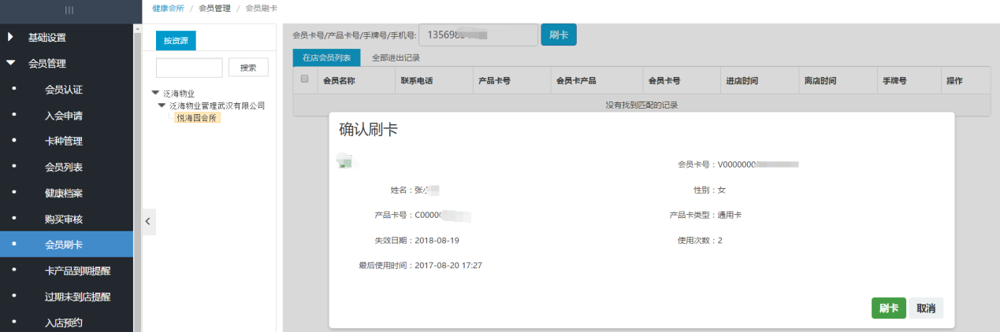 健康会所 / 会员管理 / 会员刷卡
基础设置
会员管理
会员认证
入会申请
卡种管理
会员列表
健康档案
购买审核
会员刷卡
卡产品到期提醒
过期未到店提醒
入店预约
按资源
搜索
泛海物业
泛海物业管理武汉有限公司
悦海园会所
会员卡号/产品卡号/手牌号/手机号: 13569 刷卡
在店会员列表 全部进出记录
会员名称 联系电话 产品卡号 会员卡产品 会员卡号 进店时间 离店时间 手牌号 操作
没有找到匹配的记录
确认刷卡
会员卡号：V0000000
姓名：张小
性别：女
产品卡号：C0000
产品卡类型：通用卡
失效日期：2018-08-19
使用次数：2
最后使用时间：2017-08-20 17:27
刷卡 取消